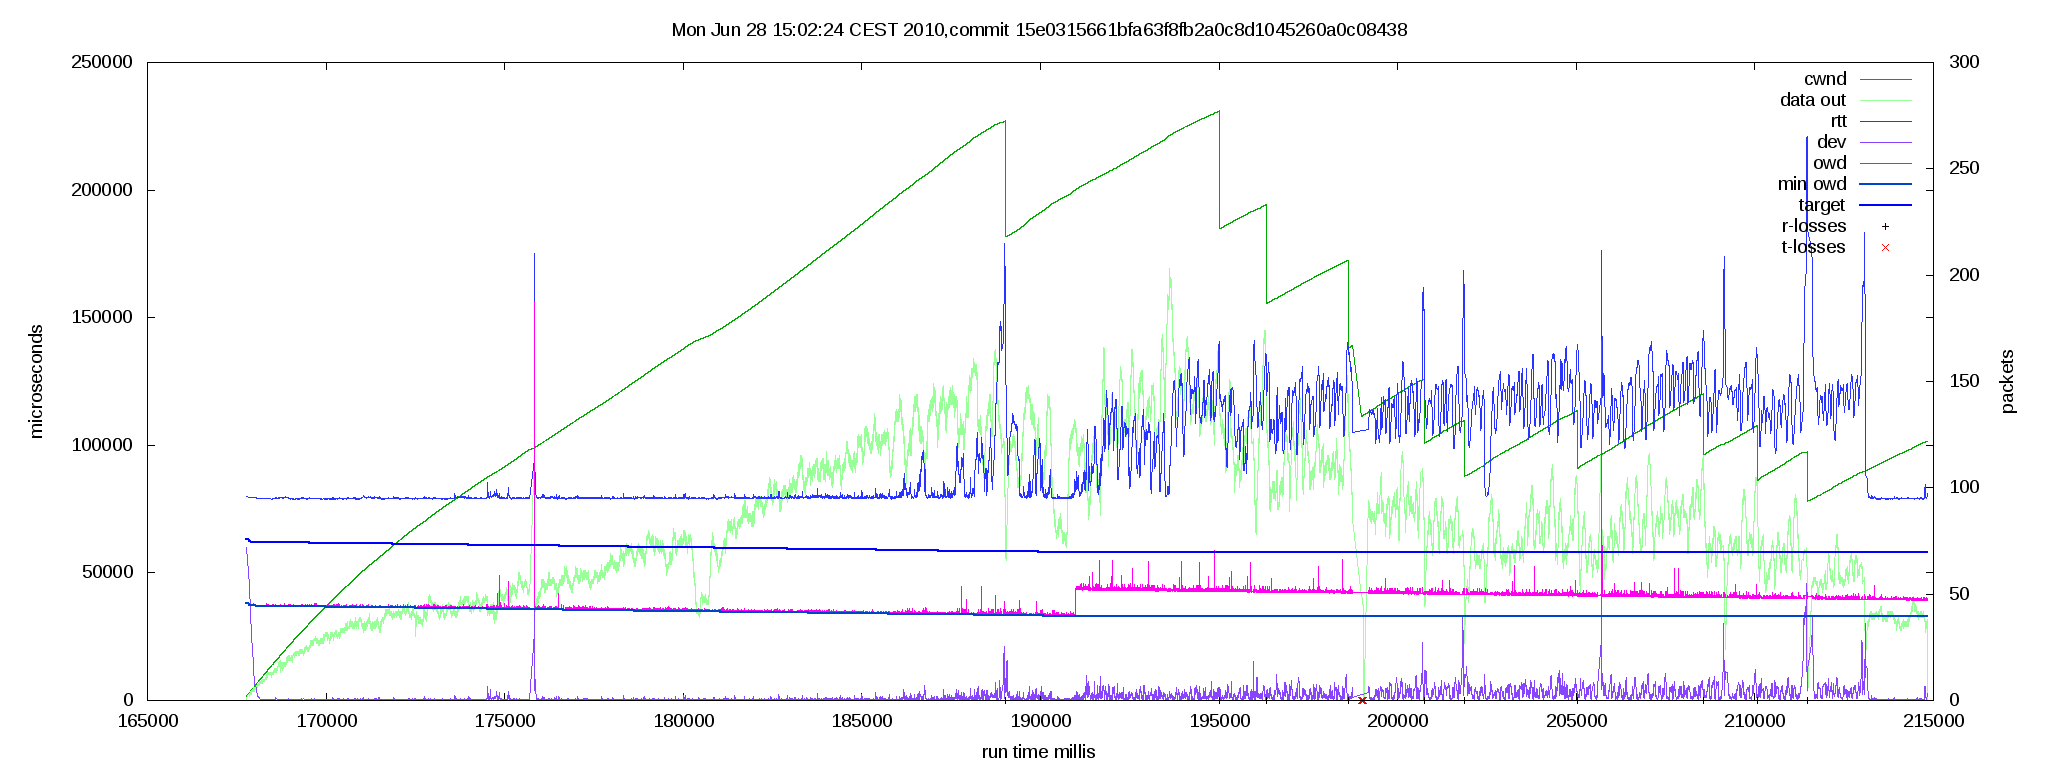 Mon Jun 28 15:02:24 CEST 2010,commit 15e0315661bfa63f8fb2a0c8d1045260a0c08438
250000
200000
150000
100000
50000
0
microseconds
300
250
200
150
100
50
0
packets
cwnd
data out
rtt
dev
owd
min owd
target
r-losses
t-losses
165000 170000 175000 180000 185000 190000 195000 200000 205000 210000 215000
run time millis